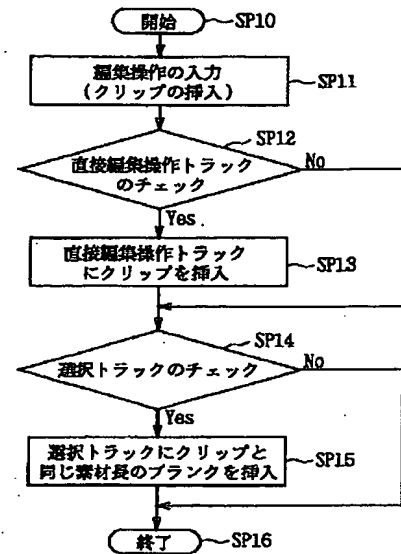 開始 SP10
編集操作の入力
(クリップの挿入) SP11
SP12
直接編集操作トラック
のチェック
No
Yes
直接編集操作トラック
にクリップを挿入 SP13
SP14
選択トラックのチェック
No
Yes
選択トラックにクリップと
同じ素材長のブランクを挿入 SP15
終了 SP16